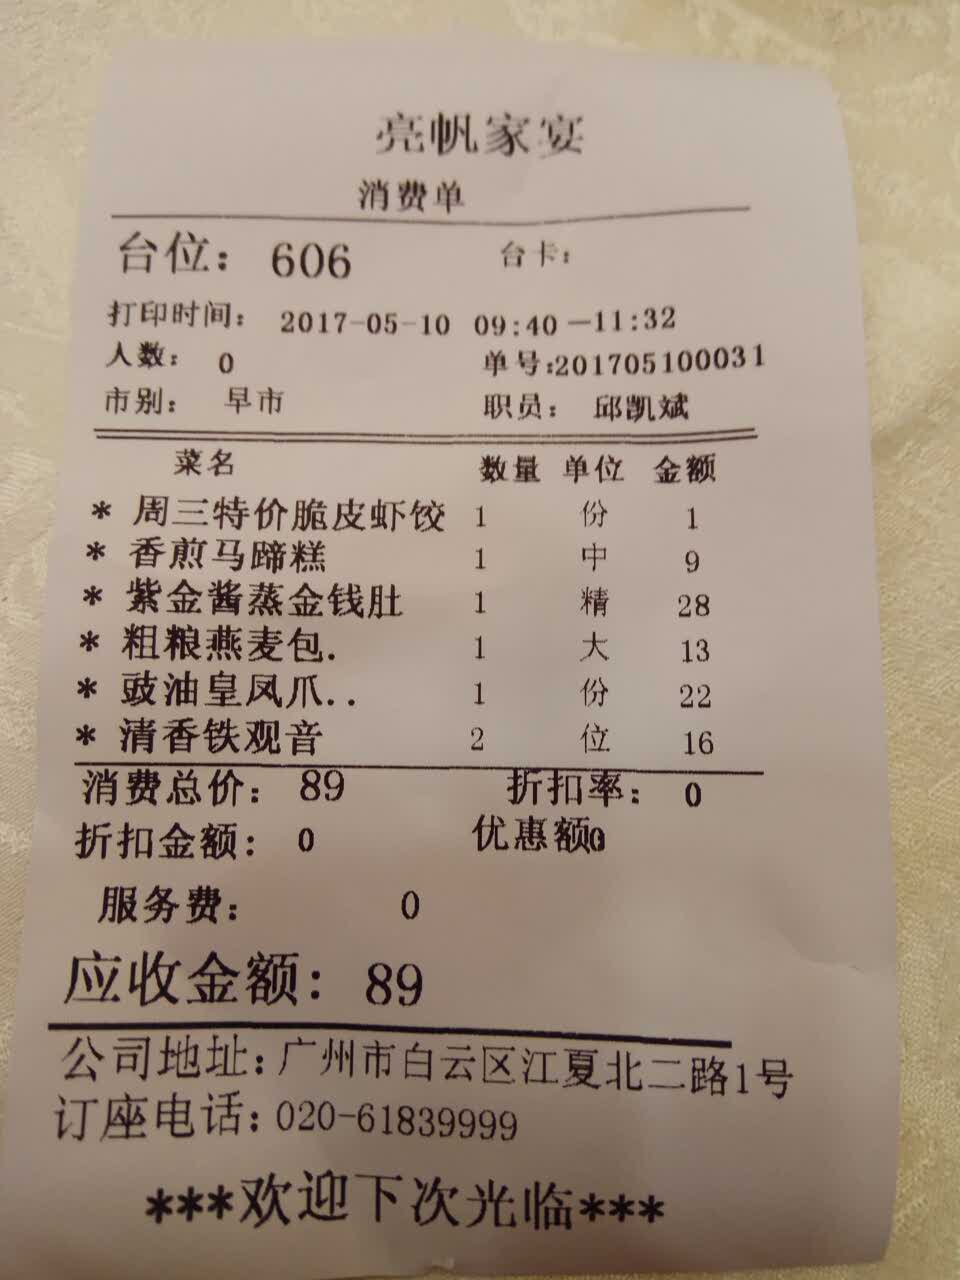 亮帆家宴
消费单
台位： 606 台卡：
打印时间： 2017-05-10 09:40 —11:32
人数： 0 单号:201705100031
市别： 早市 职员： 邱凯斌
菜名 数量 单位 金额
* 周三特价脆皮虾饺 1 份 1
* 香煎马蹄糕 1 中 9
* 紫金酱蒸金钱肚 1 精 28
* 粗粮燕麦包. 1 大 13
* 豉油皇凤爪.. 1 份 22
* 清香铁观音 2 位 16
消费总价： 89 折扣率： 0
折扣金额： 0 优惠额0
服务费： 0
应收金额： 89
公司地址：广州市白云区江夏北二路1号
订座电话：020-61839999
***欢迎下次光临***